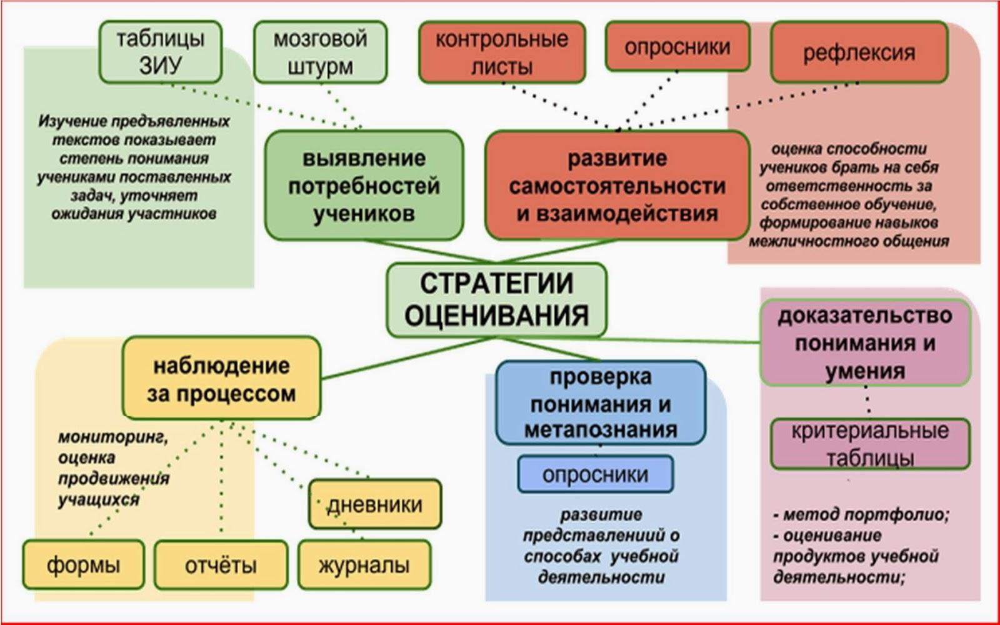 таблицы
ЗИУ
мозговой
штурм
контрольные
листы
опросники
рефлексия
Изучение предъявленных
текстов показывает
степень понимания
учениками поставленных
задач, уточняет
ожидания участников
выявление
потребностей
учеников
развитие
самостоятельности
и взаимодействия
оценка способности
учеников брать на себя
ответственность за
собственное обучение,
формирование навыков
межличностного общения
СТРАТЕГИИ
ОЦЕНИВАНИЯ
наблюдение
за процессом
мониторинг,
оценка
продвижения
учащихся
дневники
формы
отчёты
журналы
проверка
понимания и
метапознания
опросники
развитие
представлениий о
способах учебной
деятельности
доказательство
понимания и
умения
критериальные
таблицы
- метод портфолио;
- оценивание
продуктов учебной
деятельности;